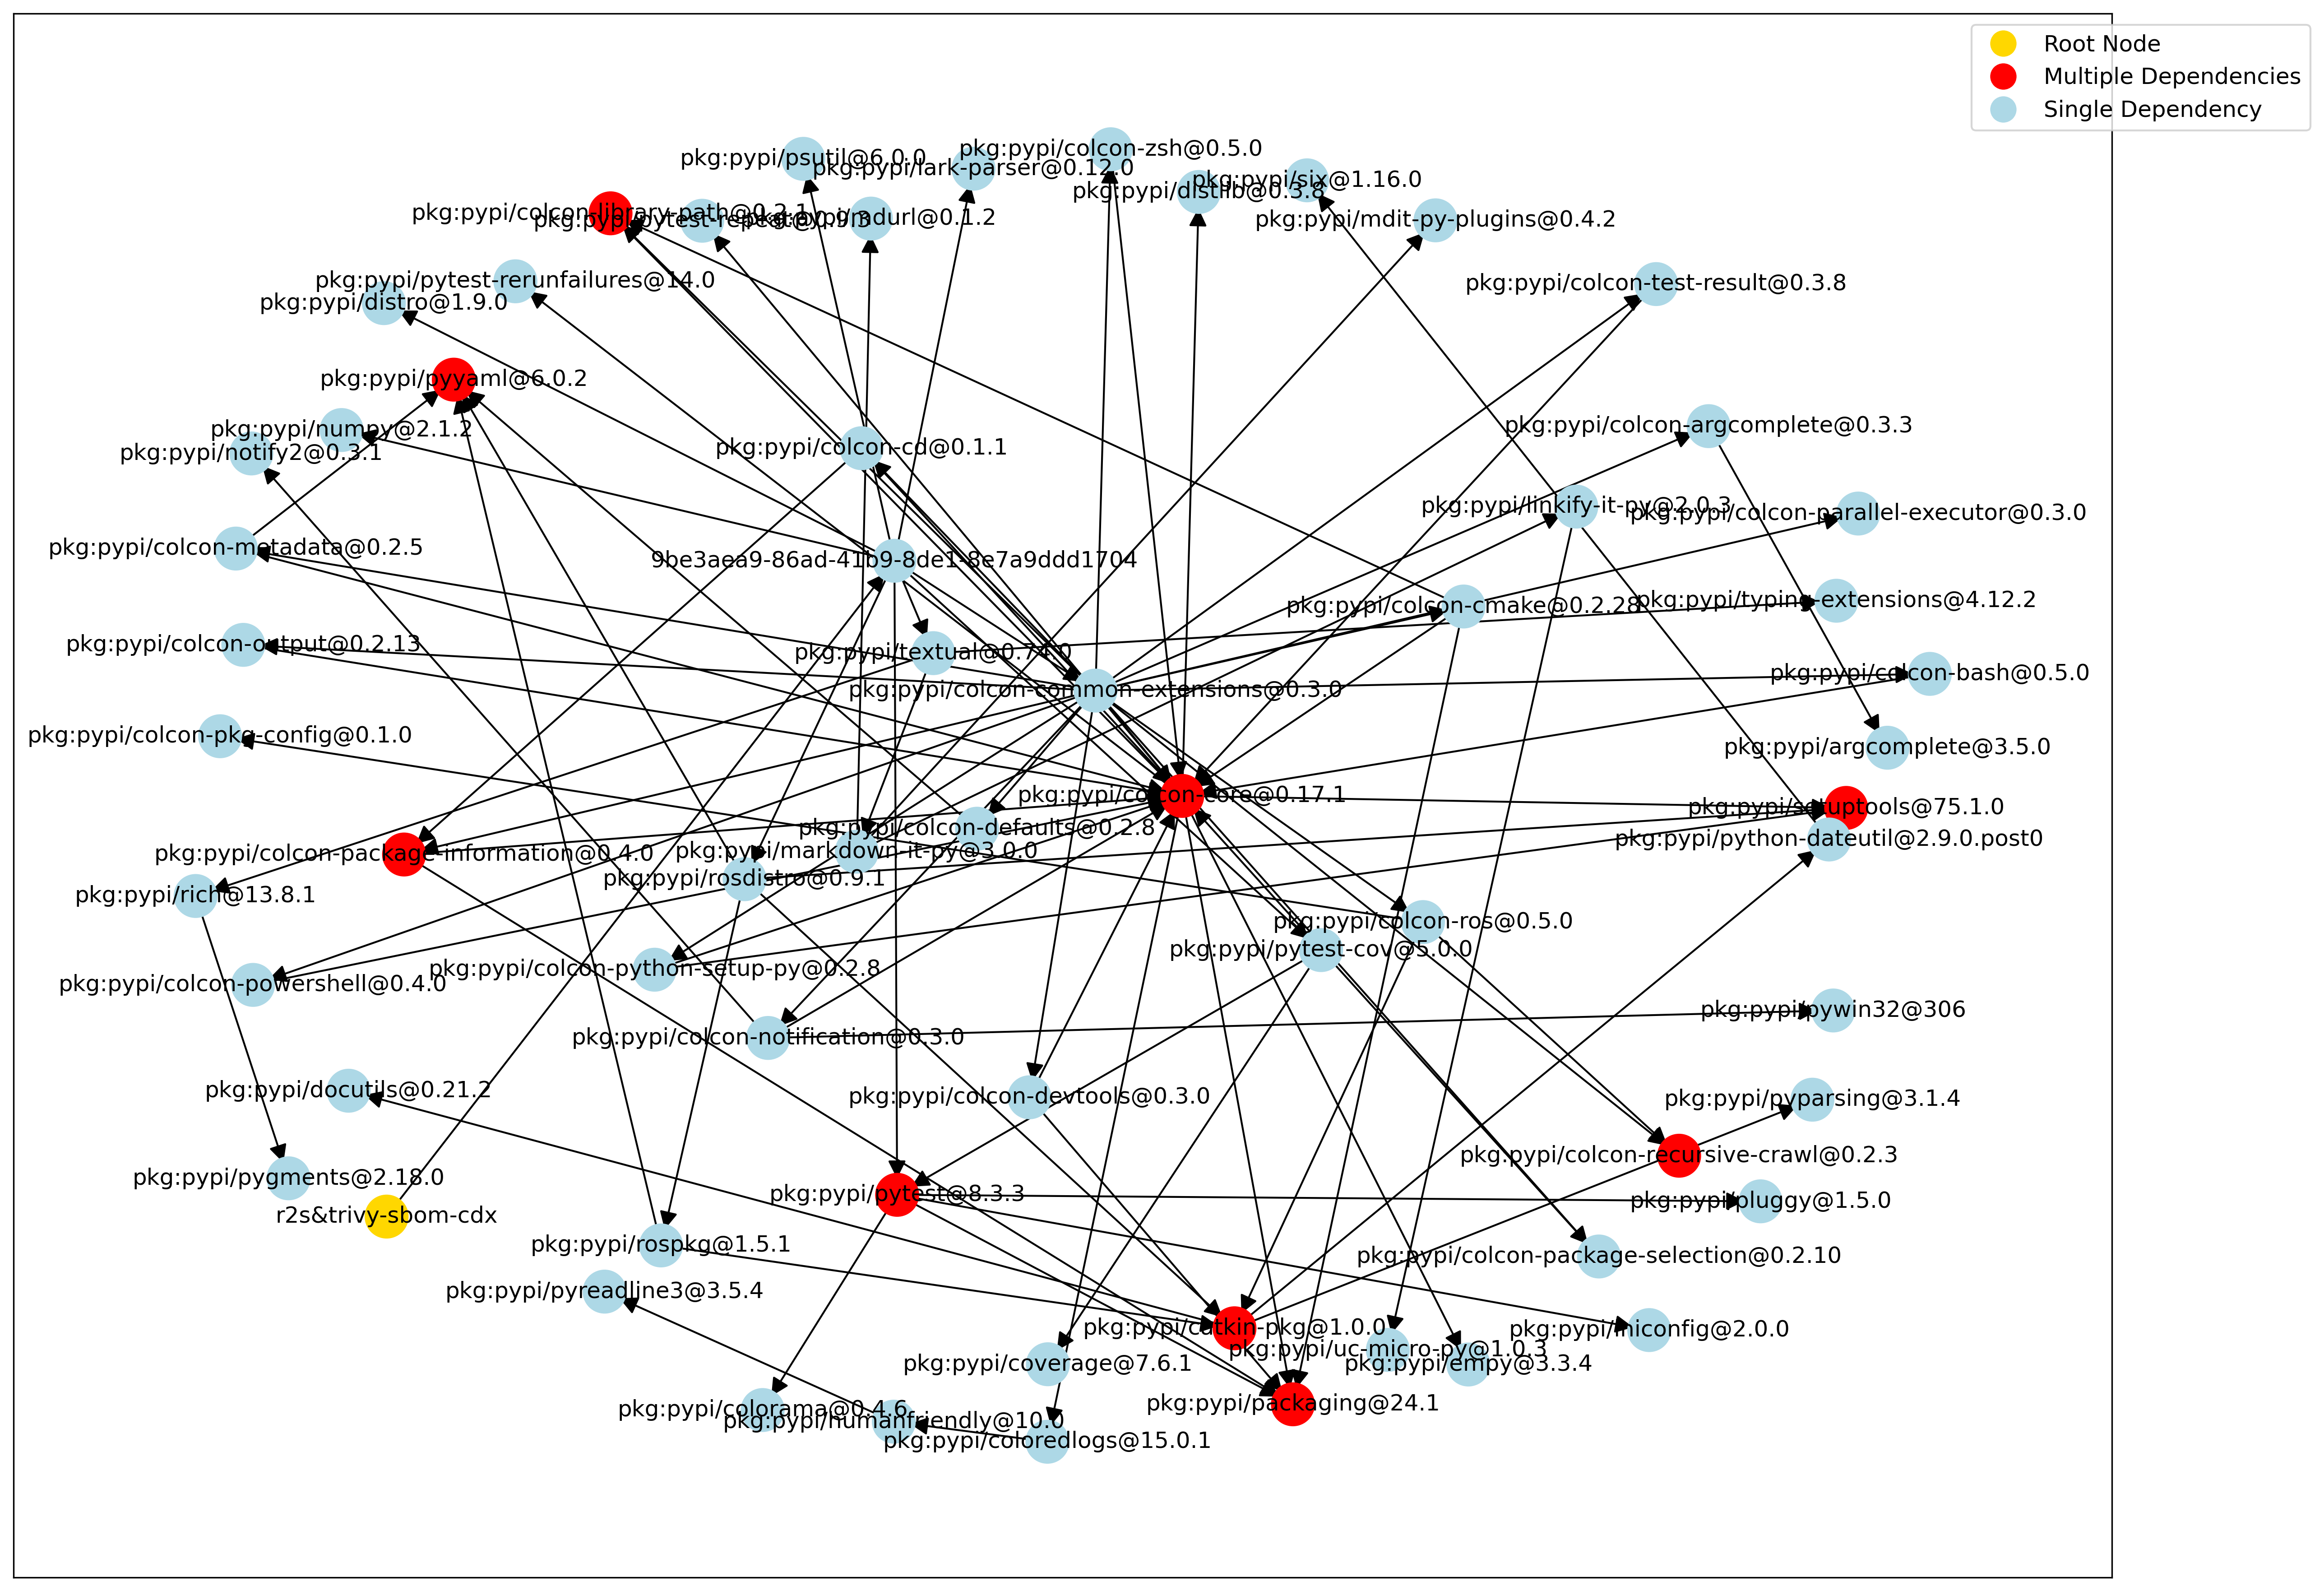 Root Node
Multiple Dependencies
Single Dependency
pkg:pypi/colcon-zsh@0.5.0
pkg:pypi/psutil@6.0.0
pkg:pypi/lark-parser@0.12.0
pkg:pypi/six@1.16.0
pkg:pypi/distlib@0.3.8
pkg:pypi/colcon-library-path@0.2.1
pkg:pypi/pytest-repeat@0.9.3
pkg:pypi/mdurl@0.1.2
pkg:pypi/mdit-py-plugins@0.4.2
pkg:pypi/pytest-rerunfailures@14.0
pkg:pypi/colcon-test-result@0.3.8
pkg:pypi/distro@1.9.0
pkg:pypi/pyyaml@6.0.2
pkg:pypi/numpy@2.1.2
pkg:pypi/colcon-argcomplete@0.3.3
pkg:pypi/notify2@0.3.1
pkg:pypi/colcon-cd@0.1.1
pkg:pypi/linkify-it-py@2.0.3
pkg:pypi/colcon-parallel-executor@0.3.0
pkg:pypi/colcon-metadata@0.2.5
9be3aea9-86ad-41b9-8de1-8e7a9ddd1704
pkg:pypi/colcon-cmake@0.2.28
pkg:pypi/typing-extensions@4.12.2
pkg:pypi/colcon-output@0.2.13
pkg:pypi/textual@0.74.0
pkg:pypi/colcon-bash@0.5.0
pkg:pypi/colcon-common-extensions@0.3.0
pkg:pypi/colcon-pkg-config@0.1.0
pkg:pypi/argcomplete@3.5.0
pkg:pypi/colcon-core@0.17.1
pkg:pypi/setuptools@75.1.0
pkg:pypi/colcon-defaults@0.2.8
pkg:pypi/python-dateutil@2.9.0.post0
pkg:pypi/colcon-package-information@0.4.0
pkg:pypi/markdown-it-py@3.0.0
pkg:pypi/rosdistro@0.9.1
pkg:pypi/rich@13.8.1
pkg:pypi/colcon-ros@0.5.0
pkg:pypi/pytest-cov@5.0.0
pkg:pypi/colcon-python-setup-py@0.2.8
pkg:pypi/colcon-powershell@0.4.0
pkg:pypi/pywin32@306
pkg:pypi/colcon-notification@0.3.0
pkg:pypi/docutils@0.21.2
pkg:pypi/colcon-devtools@0.3.0
pkg:pypi/pyparsing@3.1.4
pkg:pypi/colcon-recursive-crawl@0.2.3
pkg:pypi/pygments@2.18.0
pkg:pypi/pytest@8.3.3
pkg:pypi/pluggy@1.5.0
r2s&trivy-sbom-cdx
pkg:pypi/rospkg@1.5.1
pkg:pypi/colcon-package-selection@0.2.10
pkg:pypi/pyreadline3@3.5.4
pkg:pypi/catkin-pkg@1.0.0
pkg:pypi/iniconfig@2.0.0
pkg:pypi/uc-micro-py@1.0.3
pkg:pypi/coverage@7.6.1
pkg:pypi/empy@3.3.4
pkg:pypi/packaging@24.1
pkg:pypi/colorama@0.4.6
pkg:pypi/humanfriendly@10.0
pkg:pypi/coloredlogs@15.0.1